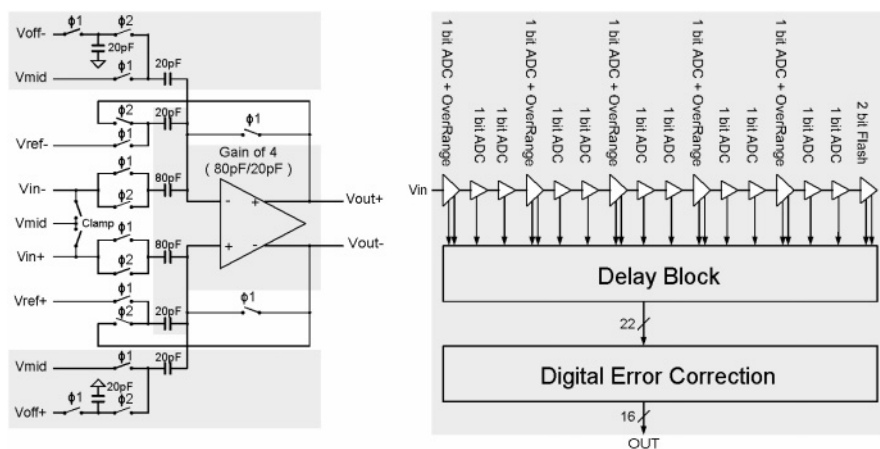 ϕ1
ϕ2
Voff-
20pF
Vmid
ϕ1
20pF
ϕ2
20pF
ϕ1
Vref-
ϕ1
Gain of 4
( 80pF/20pF )
ϕ1
80pF
Vin-
ϕ2
-
+
Vout+
Vmid
Clamp
ϕ1
80pF
+
-
Vout-
Vin+
ϕ2
Vref+
ϕ1
ϕ1
ϕ2
20pF
Vmid
ϕ1
20pF
20pF
ϕ1
ϕ2
Voff+
1 bit ADC + OverRange
1 bit ADC
1 bit ADC
1 bit ADC + OverRange
1 bit ADC
1 bit ADC
1 bit ADC + OverRange
1 bit ADC
1 bit ADC
1 bit ADC + OverRange
1 bit ADC
1 bit ADC
1 bit ADC + OverRange
1 bit ADC
1 bit ADC
2 bit Flash
Vin
Delay Block
22
Digital Error Correction
16
OUT